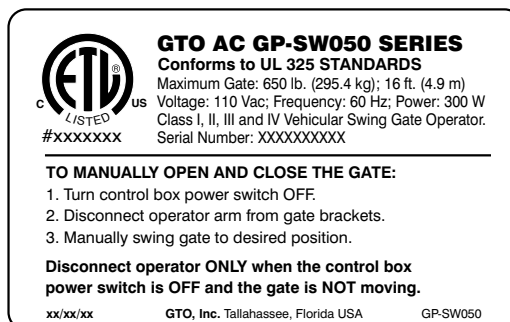 GTO AC GP-SW050 SERIES
Conforms to UL 325 STANDARDS
Maximum Gate: 650 lb. (295.4 kg); 16 ft. (4.9 m)
Voltage: 110 Vac; Frequency: 60 Hz; Power: 300 W
Class I, II, III and IV Vehicular Swing Gate Operator.
Serial Number: XXXXXXXXXX
ETL®
C US
LISTED
#xxxxxxx
TO MANUALLY OPEN AND CLOSE THE GATE:
1. Turn control box power switch OFF.
2. Disconnect operator arm from gate brackets.
3. Manually swing gate to desired position.
Disconnect operator ONLY when the control box
power switch is OFF and the gate is NOT moving.
xx/xx/xx GTO, Inc. Tallahassee, Florida USA GP-SW050